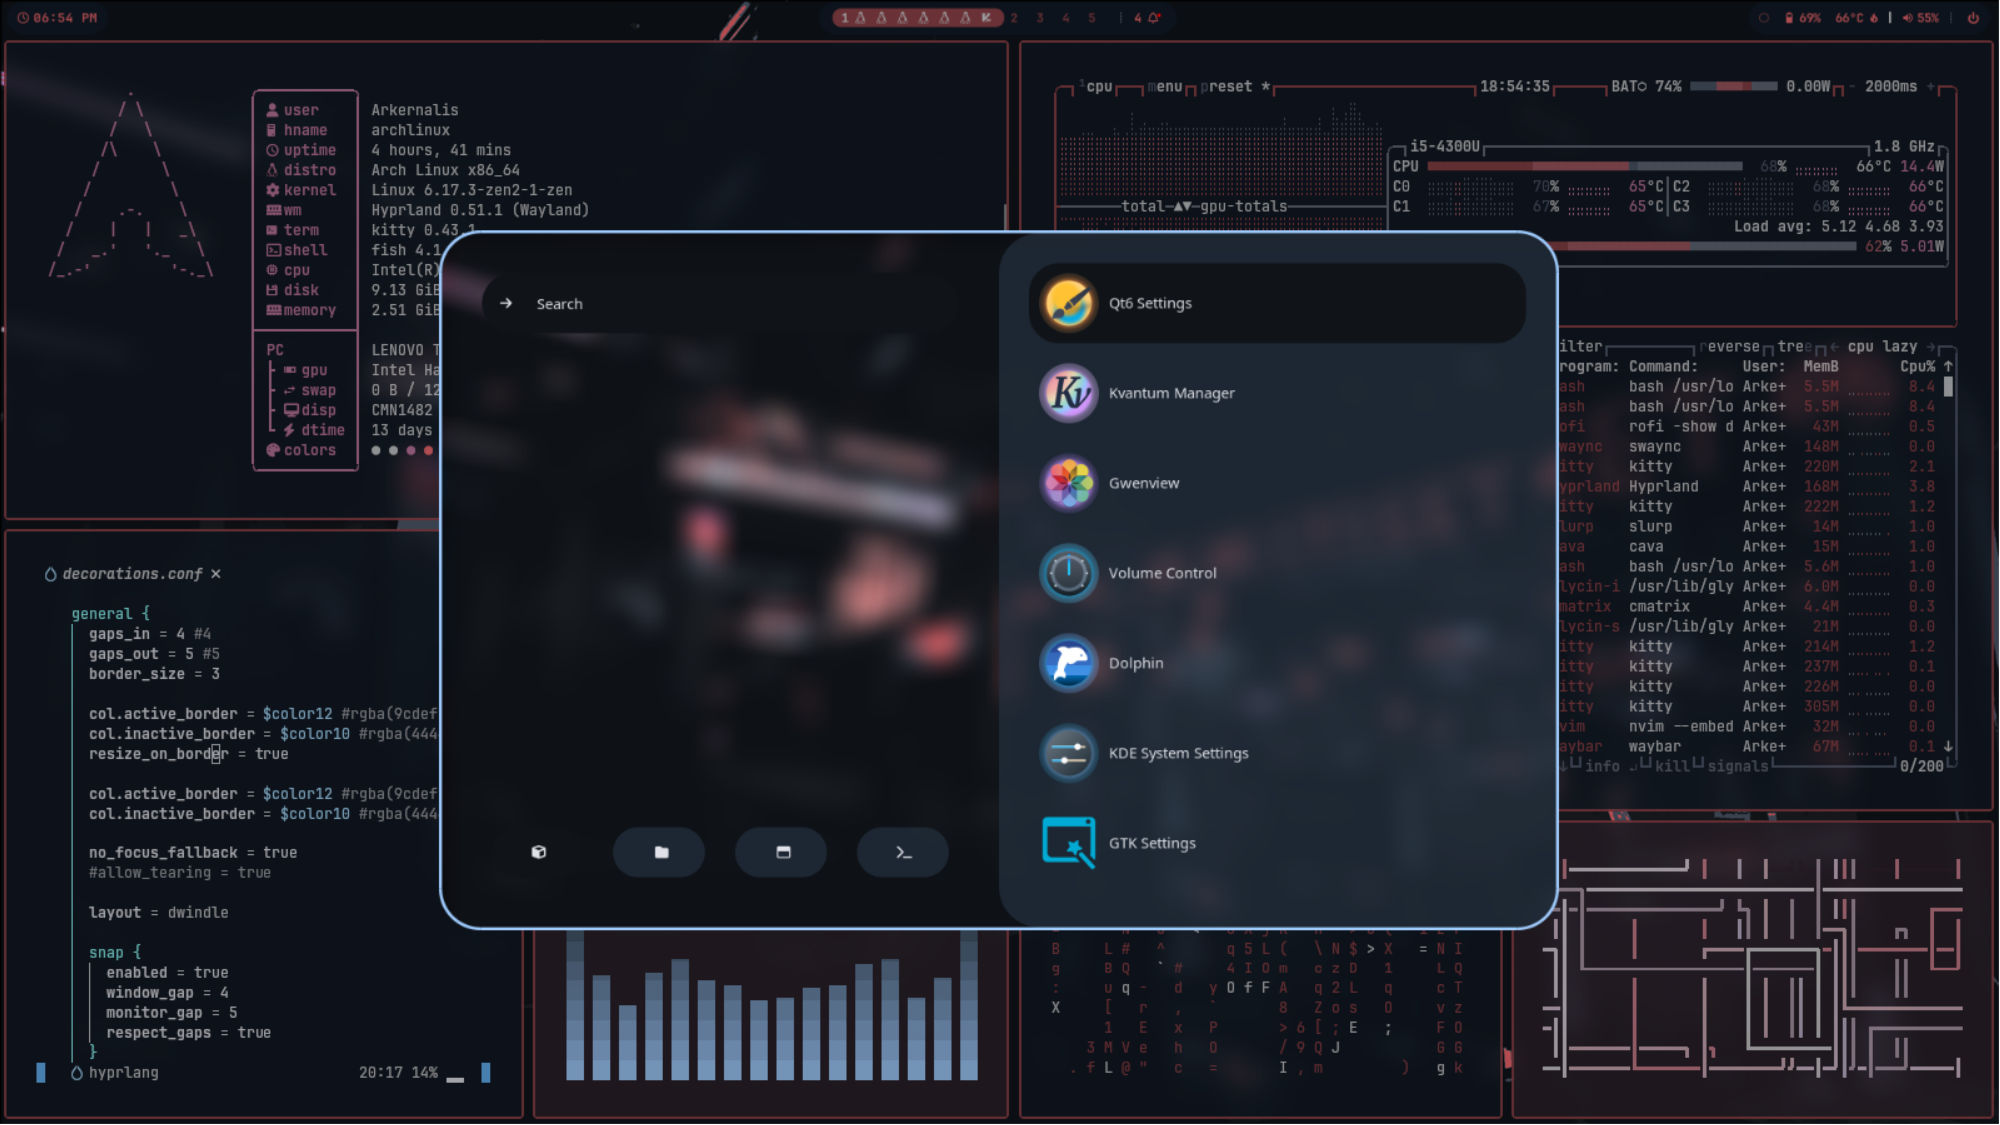 06:54 PM
1 2 3 4 5 4
69% 66°C 55%
user Arkernalis
hname archlinux
uptime 4 hours, 41 mins
distro Arch Linux x86_64
kernel Linux 6.17.3-zen2-1-zen
wm Hyprland 0.51.1 (Wayland)
term kitty 0.43.1
shell fish 4.1
cpu Intel(R)
disk 9.13 GiB
memory 2.51 GiB
PC LENOVO T
gpu Intel Ha
swap 0 B / 12
disp CMN1482
dtime 13 days
colors
1cpu menu preset * 18:54:35 BAT 74% 0.00W - 2000ms +
i5-4300U 1.8 GHz
CPU 68% 66°C 14.4W
C0 70% 65°C C2 68% 66°C
C1 67% 65°C C3 68% 66°C
total gpu-totals
Load avg: 5.12 4.68 3.93
62% 5.01W
ilter reverse tree cpu lazy
rogram: Command: User: MemB Cpu%
ash bash /usr/lo Arke+ 5.5M 8.4
ash bash /usr/lo Arke+ 5.5M 8.4
ofi rofi -show d Arke+ 43M 0.5
waync swaync Arke+ 148M 0.0
itty kitty Arke+ 220M 2.1
yprland Hyprland Arke+ 168M 3.8
itty kitty Arke+ 222M 1.2
lurp slurp Arke+ 14M 1.0
ava cava Arke+ 15M 1.0
ash bash /usr/lo Arke+ 5.6M 1.0
lycin-i /usr/lib/gly Arke+ 6.0M 0.0
matrix cmatrix Arke+ 4.4M 0.3
lycin-s /usr/lib/gly Arke+ 21M 0.0
itty kitty Arke+ 214M 1.2
itty kitty Arke+ 237M 0.1
itty kitty Arke+ 226M 0.0
itty kitty Arke+ 305M 0.0
vim nvim --embed Arke+ 32M 0.0
aybar waybar Arke+ 67M 0.1
info kill signals 0/200
Search
Qt6 Settings
Kvantum Manager
Gwenview
Volume Control
Dolphin
KDE System Settings
GTK Settings
decorations.conf ×
general {
gaps_in = 4 #4
gaps_out = 5 #5
border_size = 3
col.active_border = $color12 #rgba(9cdef
col.inactive_border = $color10 #rgba(444
resize_on_border = true
col.active_border = $color12 #rgba(9cdef
col.inactive_border = $color10 #rgba(444
no_focus_fallback = true
#allow_tearing = true
layout = dwindle
snap {
enabled = true
window_gap = 4
monitor_gap = 5
respect_gaps = true
}
hyprlang 20:17 14%
B L # ^ q 5 L ( \ N $ > X = N I
g B Q ` # 4 I O m c z D 1 L Q
: u q - d y O f F A q 2 L q c T
X [ r , ` 8 Z o s O v z
1 E x P > 6 [ ; E ; F O
3 M V e h O / 9 Q J G G
. f L @ " c = I , m ) g k